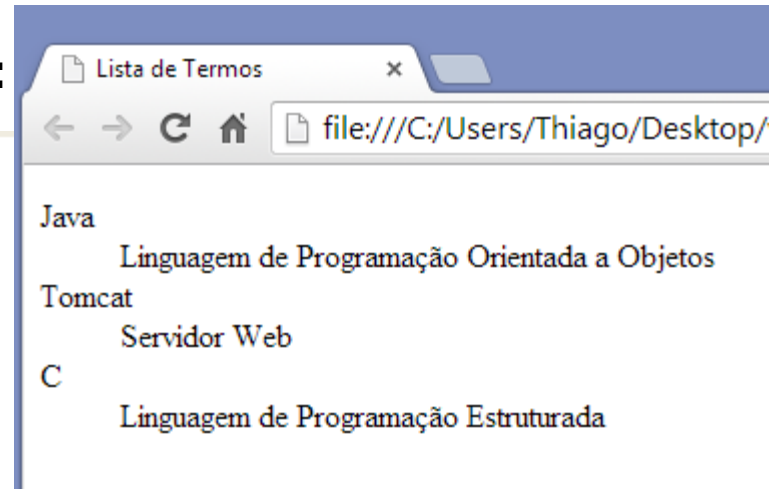 :
Lista de Termos
file:///C:/Users/Thiago/Desktop/
Java
Linguagem de Programação Orientada a Objetos
Tomcat
Servidor Web
C
Linguagem de Programação Estruturada